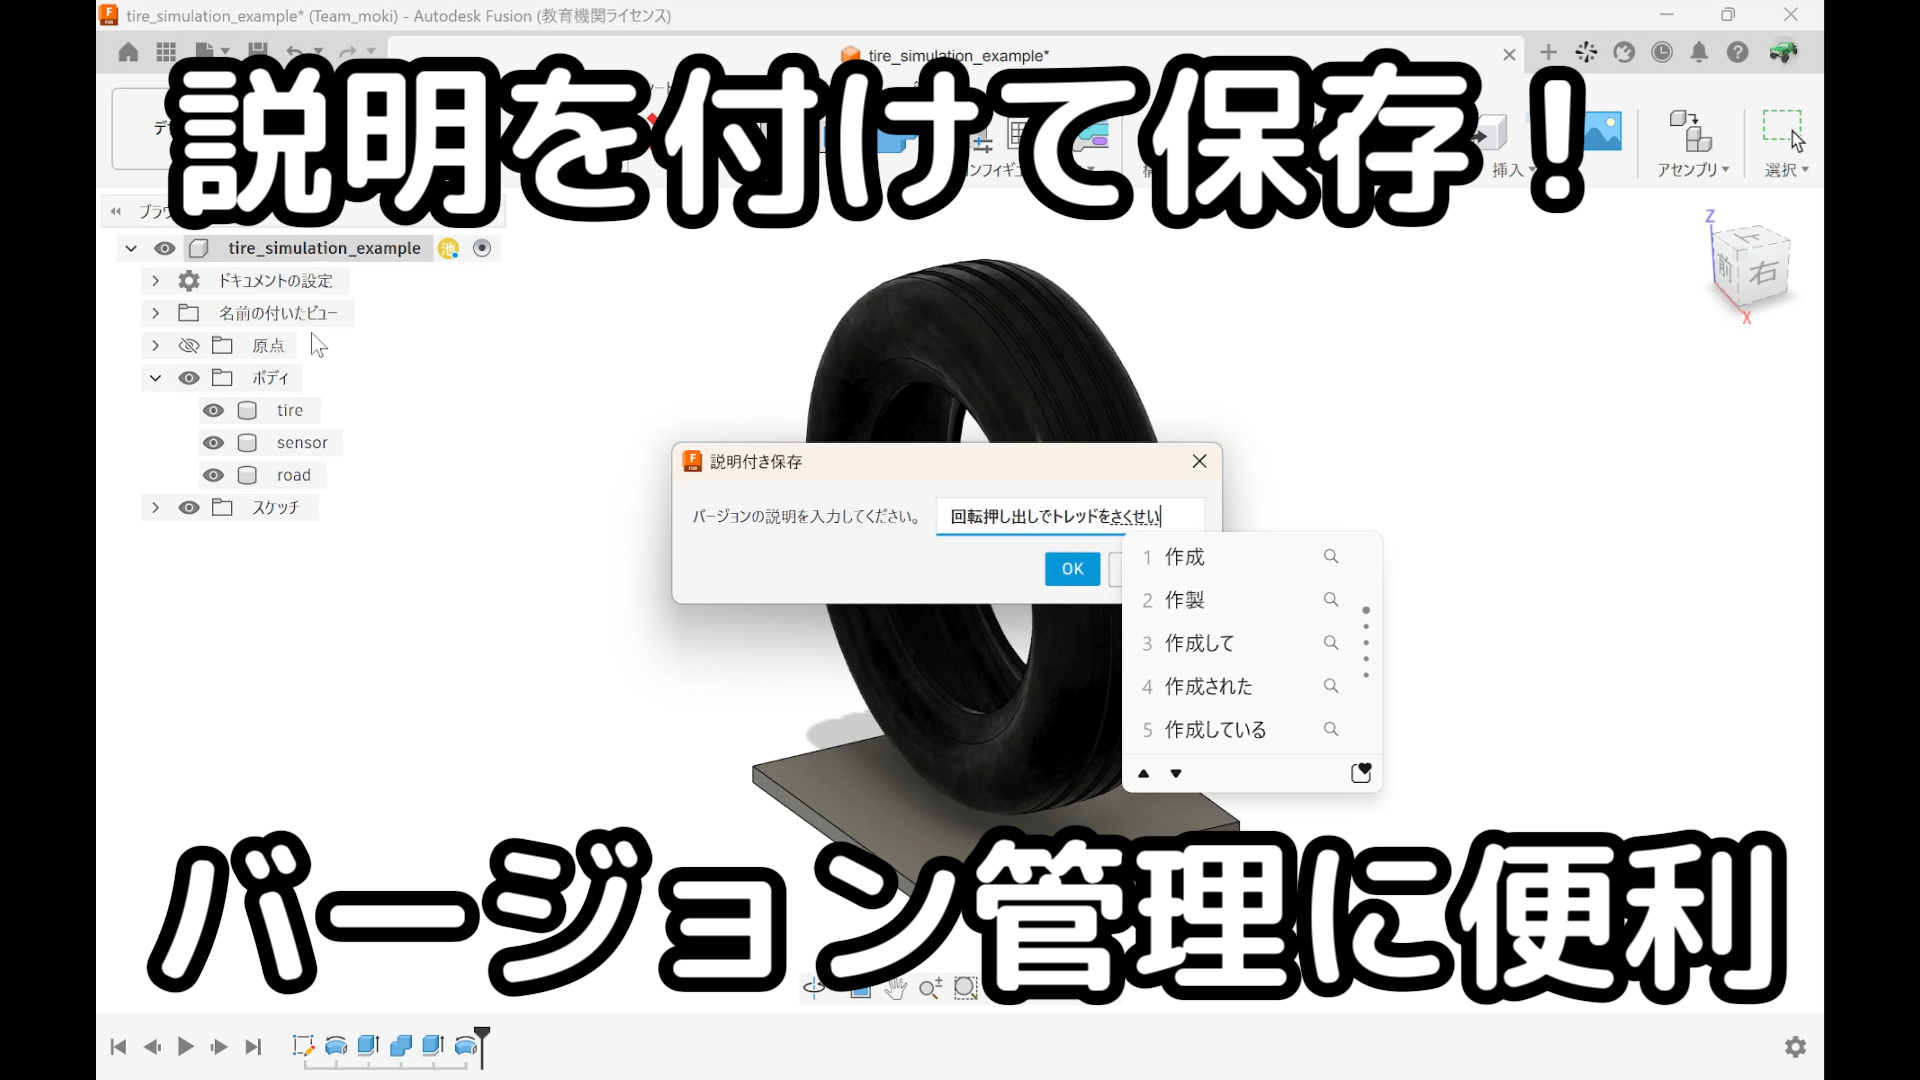 tire_simulation_example* (Team_moki) - Autodesk Fusion (教育機関ライセンス)
tire_simulation_example*
説明を付けて保存！
挿入
アセンブリ
選択
tire_simulation_example
池
ドキュメントの設定
名前の付いたビュー
原点
ボディ
tire
sensor
road
スケッチ
Z
上
前
右
X
説明付き保存
バージョンの説明を入力してください。
回転押し出しでトレッドをさくせい
OK
1 作成
2 作製
3 作成して
4 作成された
5 作成している
バージョン管理に便利